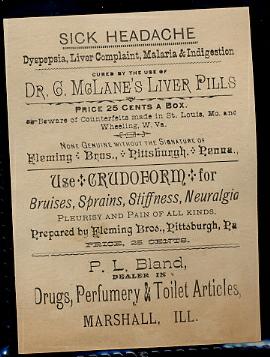 SICK HEADACHE
Dyspepsia, Liver Complaint, Malaria & Indigestion
CURED BY THE USE OF
DR. C. MCLANE'S LIVER PILLS
PRICE 25 CENTS A BOX.
Beware of Counterfeits made in St. Louis, Mo. and
Wheeling, W. Va.
NONE GENUINE WITHOUT THE SIGNATURE OF
Fleming Bros., Pittsburgh, Penna.,
Use CRUDOFORM for
Bruises, Sprains, Stiffness, Neuralgia
PLEURISY AND PAIN OF ALL KINDS.
Prepared by Fleming Bros., Pittsburg, Pa
PRICE, 25 CENTS.
P. L. Bland,
DEALER IN
Drugs, Perfumery & Toilet Articles,
MARSHALL, ILL.